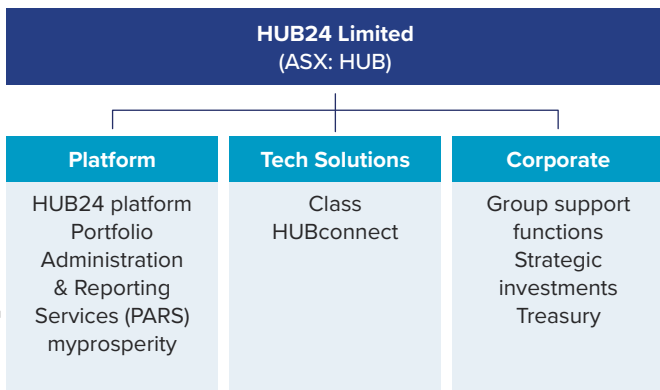 HUB24 Limited
(ASX: HUB)
Platform
HUB24 platform
Portfolio
Administration
& Reporting
Services (PARS)
myprosperity
Tech Solutions
Class
HUBconnect
Corporate
Group support
functions
Strategic
investments
Treasury